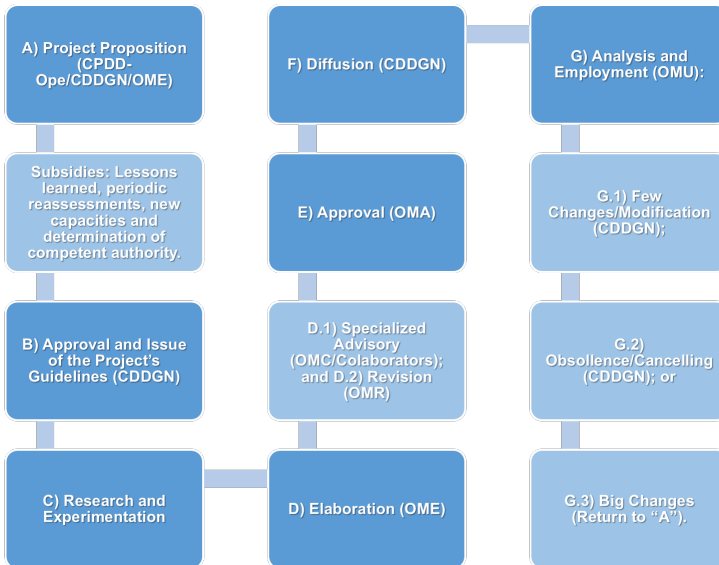 A) Project Proposition
(CPDD-
Ope/CDDGN/OME)
Subsidies: Lessons
learned, periodic
reassessments, new
capacities and
determination of
competent authority.
B) Approval and Issue
of the Project's
Guidelines (CDDGN)
C) Research and
Experimentation
D) Elaboration (OME)
D.1) Specialized
Advisory
(OMC/Colaborators);
and D.2) Revision
(OMR)
E) Approval (OMA)
F) Diffusion (CDDGN)
G) Analysis and
Employment (OMU):
G.1) Few
Changes/Modification
(CDDGN);
G.2)
Obsollence/Cancelling
(CDDGN); or
G.3) Big Changes
(Return to “A”).